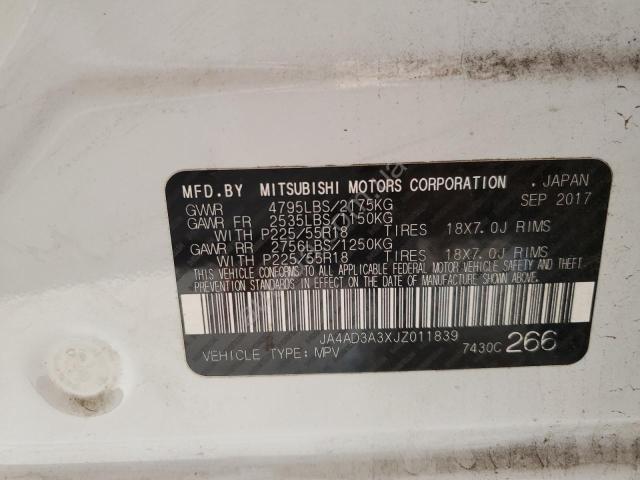 MFD.BY MITSUBISHI MOTORS CORPORATION . JAPAN
GVWR 4795LBS/2175KG SEP 2017
GAWR FR 2535LBS/1150KG
WITH P225/55R18 TIRES 18X7.0J RIMS
GAWR RR 2756LBS/1250KG
WITH P225/55R18 TIRES 18X7.0J RIMS
THIS VEHICLE CONFORMS TO ALL APPLICABLE FEDERAL MOTOR VEHICLE SAFETY AND THEFT
PREVENTION STANDARDS IN EFFECT ON THE DATE OF MANUFACTURE SHOWN ABOVE.
JA4AD3A3XJZ011839
VEHICLE TYPE: MPV 7430C 266